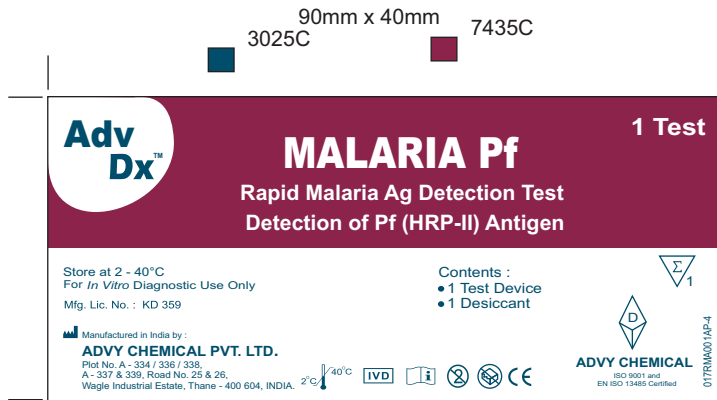 90mm x 40mm
3025C
7435C
Adv
Dx™
1 Test
MALARIA Pf
Rapid Malaria Ag Detection Test
Detection of Pf (HRP-II) Antigen
Store at 2 - 40°C
For In Vitro Diagnostic Use Only
Mfg. Lic. No. : KD 359
Contents :
• 1 Test Device
• 1 Desiccant
Σ
1
Manufactured in India by :
ADVY CHEMICAL PVT. LTD.
Plot No. A - 334 / 336 / 338,
A - 337 & 339, Road No. 25 & 26,
Wagle Industrial Estate, Thane - 400 604, INDIA.
2°C
40°C
IVD
i
2
CE
D
ADVY CHEMICAL
ISO 9001 and
EN ISO 13485 Certified
017RMA001AP-4